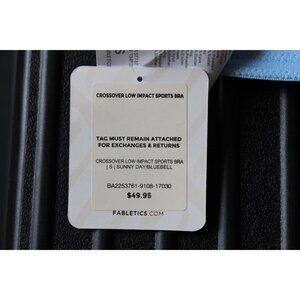 CROSSOVER LOW IMPACT SPORTS BRA
TAG MUST REMAIN ATTACHED
FOR EXCHANGES & RETURNS
CROSSOVER LOW IMPACT SPORTS BRA
| S | SUNNY DAY/BLUEBELL
BA2253761-9108-17030
$49.95
FABLETICS.COM